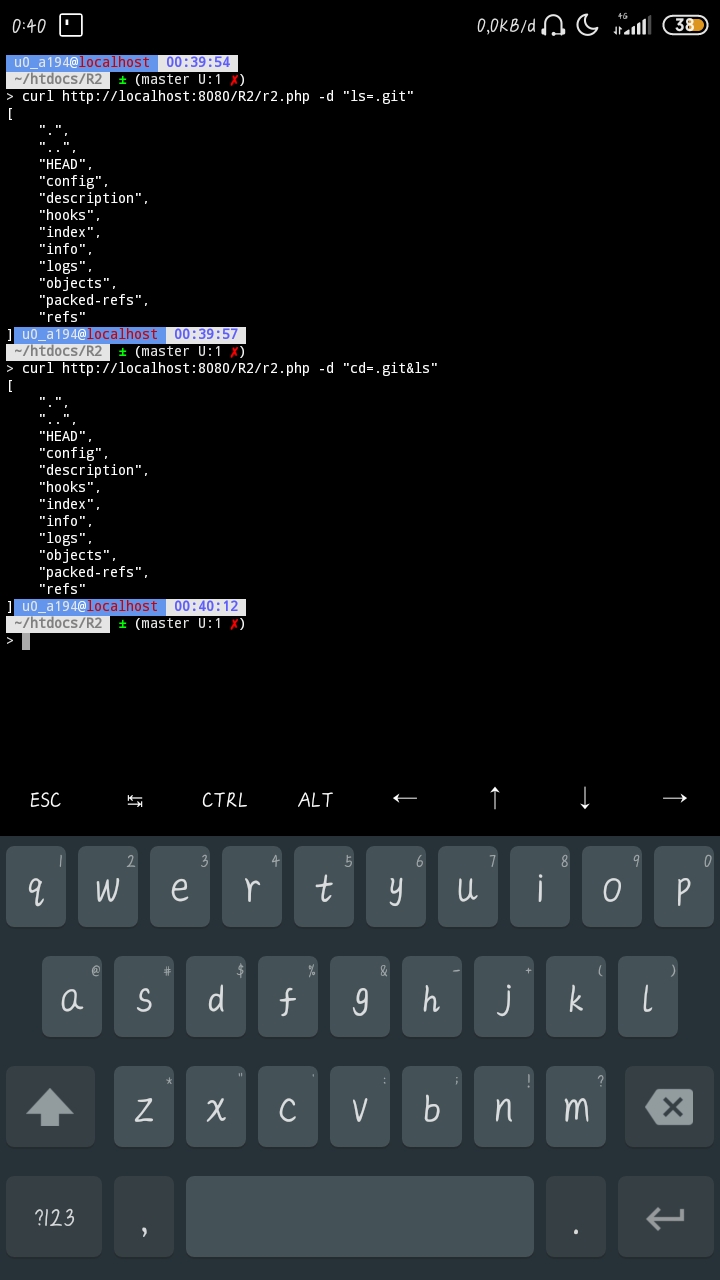 0:40 0,0KB/d 4G 38
u0_a194@localhost 00:39:54
~/htdocs/R2 ± (master U:1 ✗)
> curl http://localhost:8080/R2/r2.php -d "ls=.git"
[
    ".",
    "..",
    "HEAD",
    "config",
    "description",
    "hooks",
    "index",
    "info",
    "logs",
    "objects",
    "packed-refs",
    "refs"
] u0_a194@localhost 00:39:57
~/htdocs/R2 ± (master U:1 ✗)
> curl http://localhost:8080/R2/r2.php -d "cd=.git&ls"
[
    ".",
    "..",
    "HEAD",
    "config",
    "description",
    "hooks",
    "index",
    "info",
    "logs",
    "objects",
    "packed-refs",
    "refs"
] u0_a194@localhost 00:40:12
~/htdocs/R2 ± (master U:1 ✗)
>
ESC ↹ CTRL ALT ← ↑ ↓ →
1 2 3 4 5 6 7 8 9 0
q w e r t y u i o p
@ # $ % & - + ( )
a s d f g h j k l
* " ' : ; ! ?
z x c v b n m
?123 , .